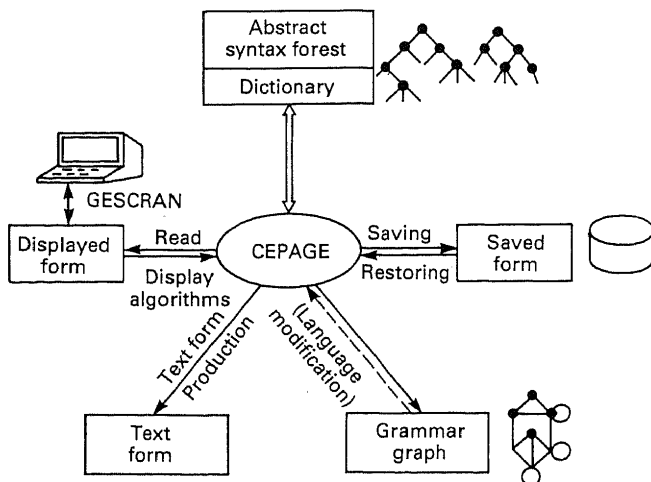 Abstract
syntax forest
Dictionary
GESCRAN
Displayed
form
Read
Display
algorithms
CEPAGE
Saving
Restoring
Saved
form
Text form
Production
(Language
modification)
Text
form
Grammar
graph